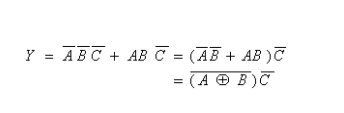 Y = A̅ B̅ C̅ + AB C̅ = ( A̅B̅ + AB ) C̅
= (̅ ̅A̅ ̅⊕̅ ̅B̅ ̅)̅ C̅